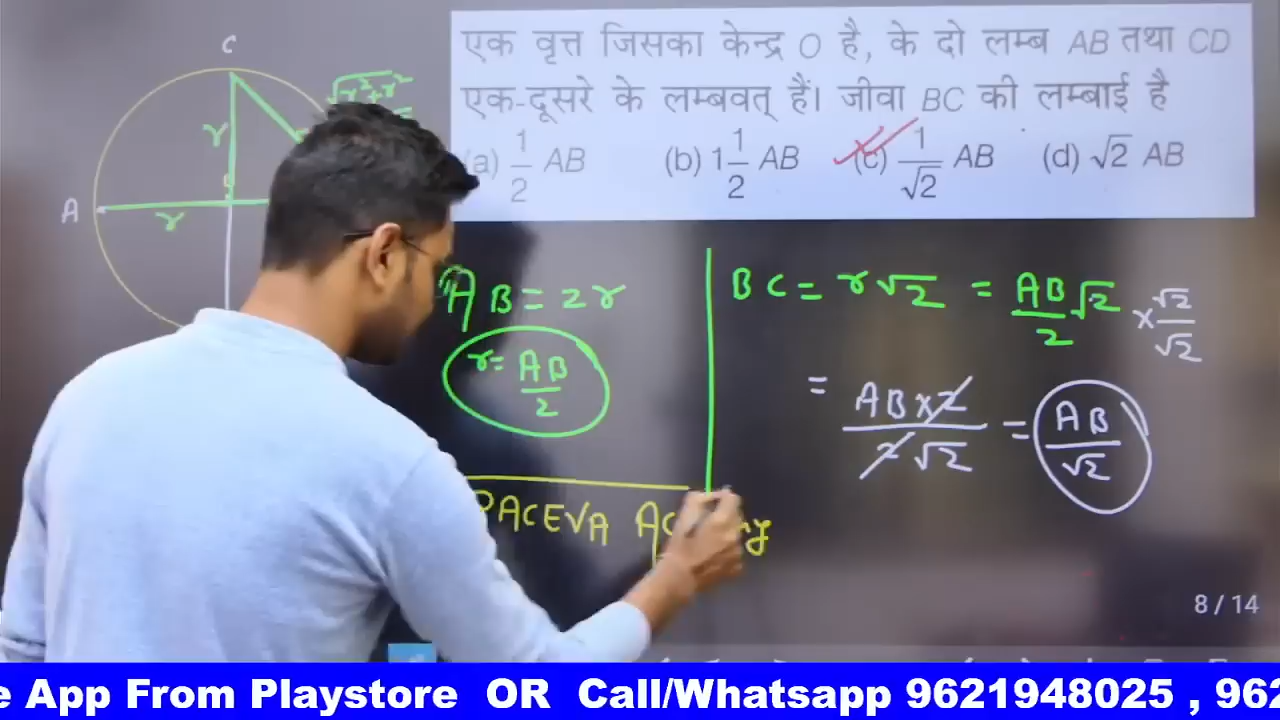 C
√r²+r²
एक वृत्त जिसका केन्द्र O है, के दो लम्ब AB तथा CD
एक-दूसरे के लम्बवत् हैं। जीवा BC की लम्बाई है
(a) 1/2 AB (b) 1 1/2 AB (c) 1/√2 AB (d) √2 AB
r
A
r
AB = 2r
r = AB/2
BC = r√2 = AB/2 √2 × √2/√2
= AB×2/2√2 = AB/√2
PACEVA
8 / 14
App From Playstore OR Call/Whatsapp 9621948025 ,